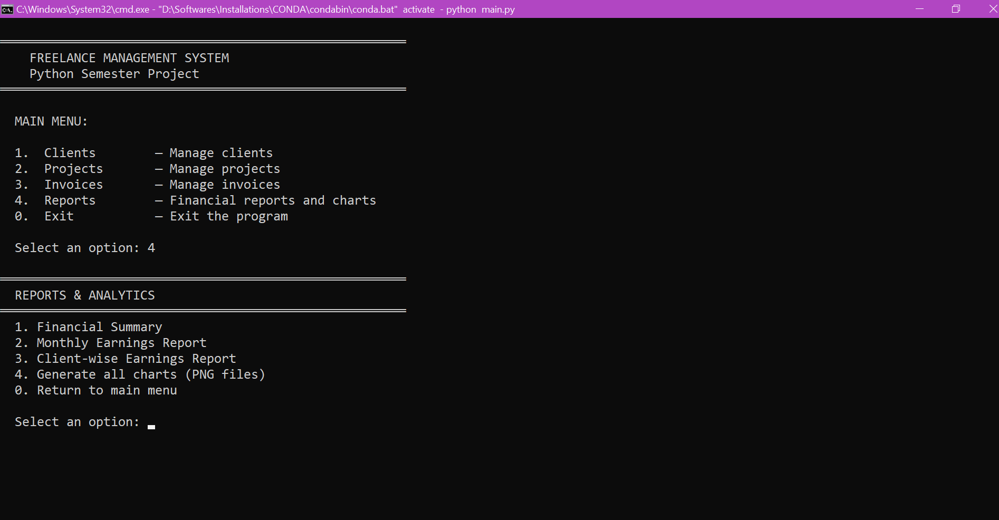 C:\Windows\System32\cmd.exe - "D:\Softwares\Installations\CONDA\condabin\conda.bat"  activate  - python  main.py
FREELANCE MANAGEMENT SYSTEM
Python Semester Project
MAIN MENU:
1.  Clients        — Manage clients
2.  Projects       — Manage projects
3.  Invoices       — Manage invoices
4.  Reports        — Financial reports and charts
0.  Exit           — Exit the program
Select an option: 4
REPORTS & ANALYTICS
1. Financial Summary
2. Monthly Earnings Report
3. Client-wise Earnings Report
4. Generate all charts (PNG files)
0. Return to main menu
Select an option: